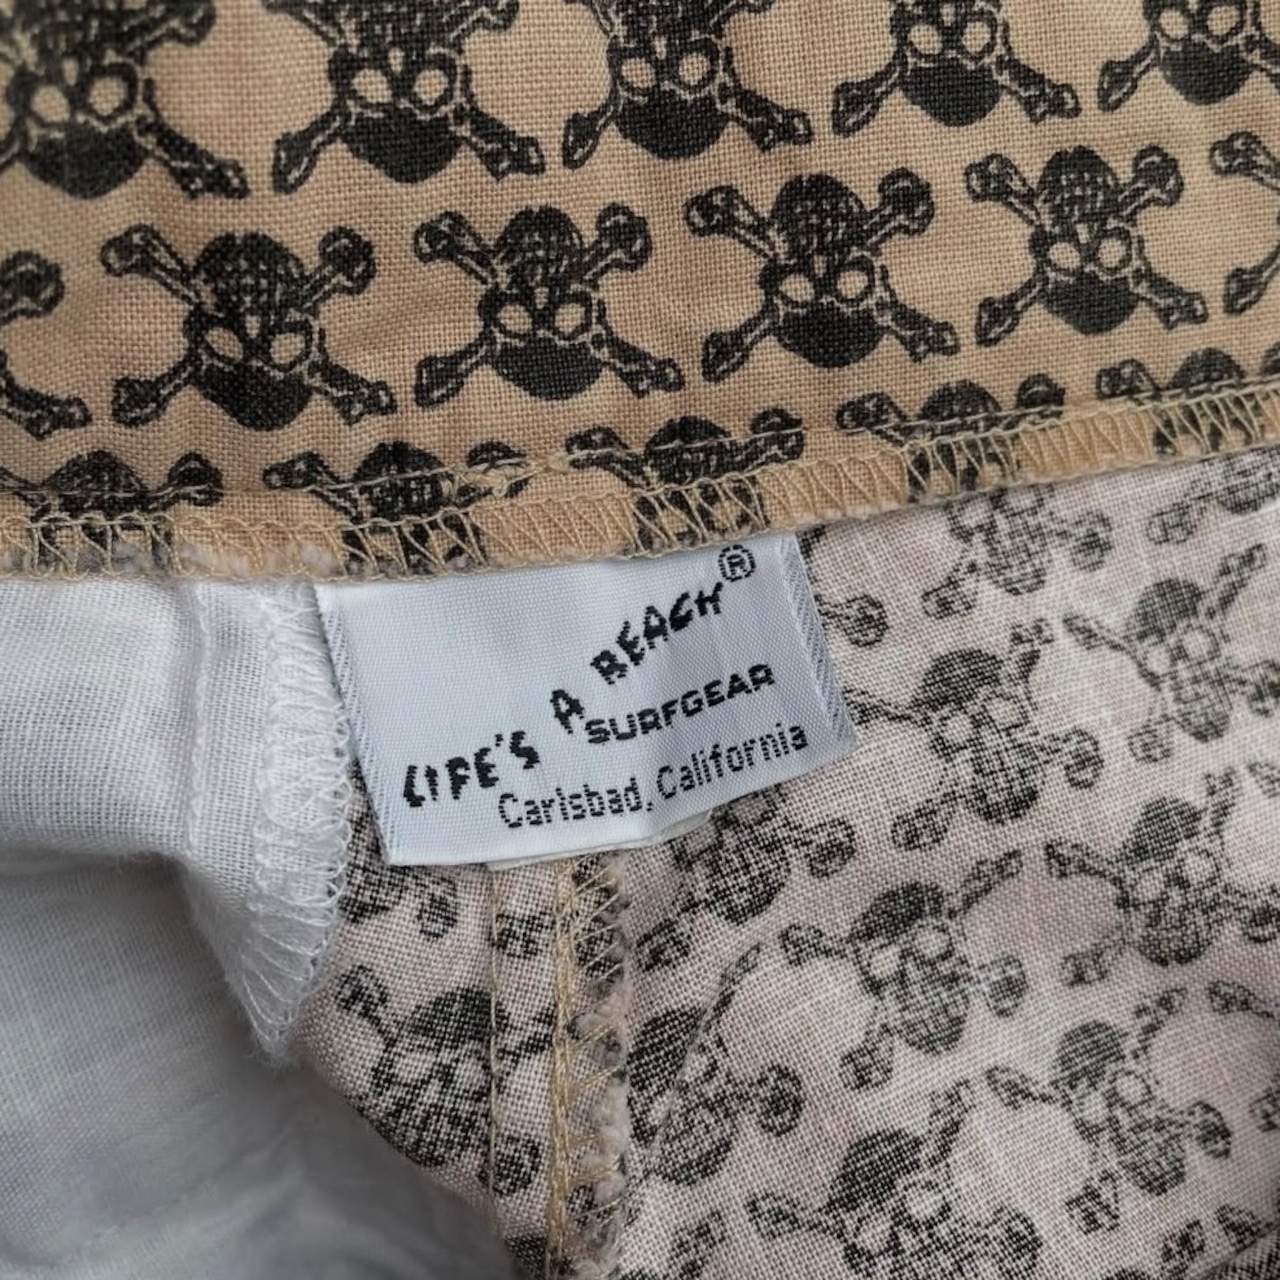 LIFE'S A BEACH®
SURFGEAR
Carlsbad, California